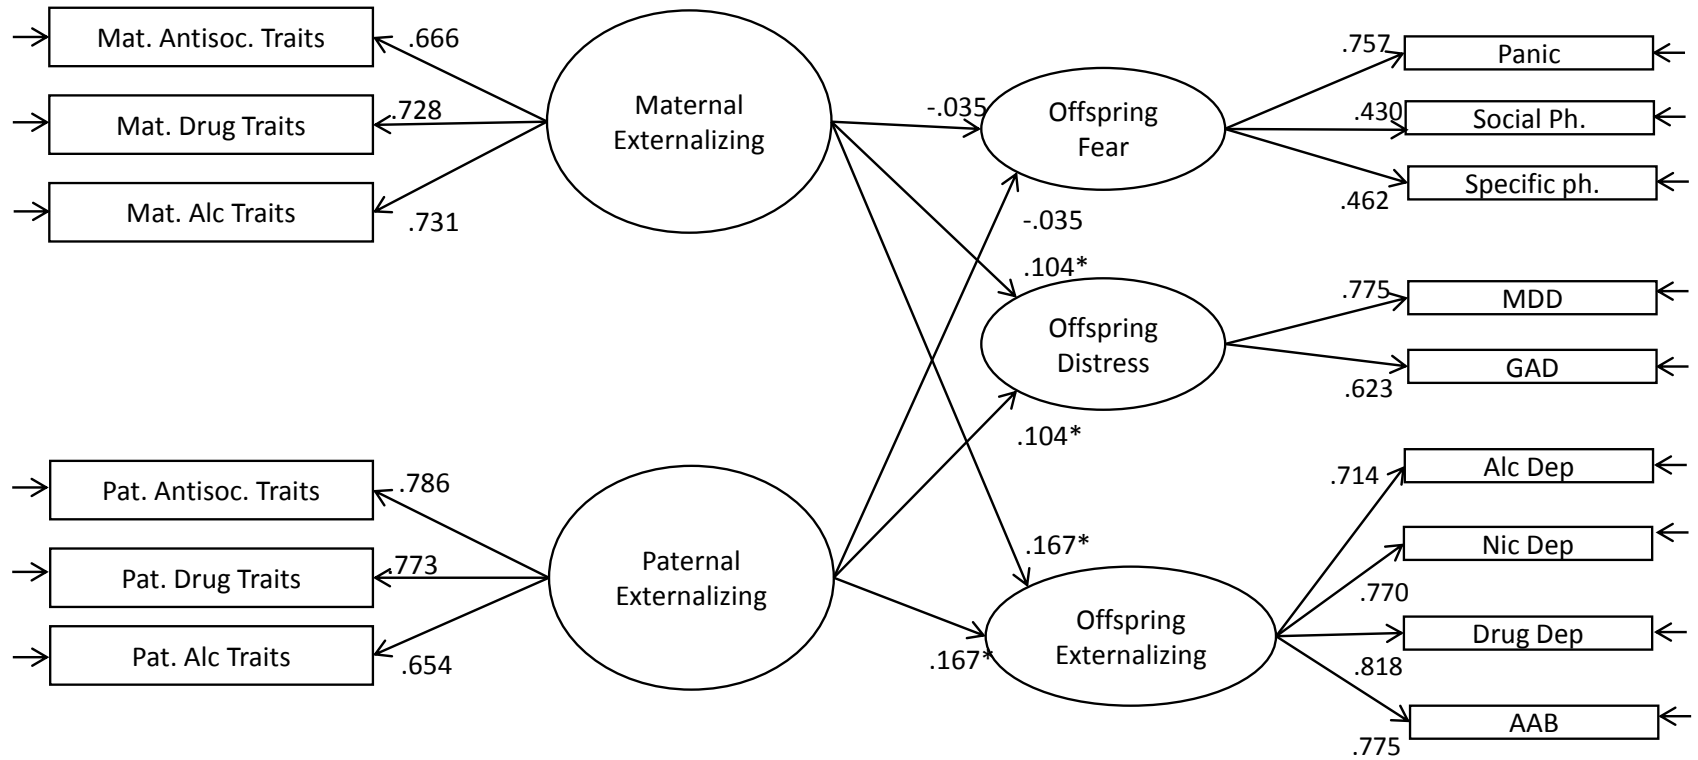 Mat. Antisoc. Traits
.666
Mat. Drug Traits
.728
Mat. Alc Traits
.731
Maternal
Externalizing
Pat. Antisoc. Traits
.786
Pat. Drug Traits
.773
Pat. Alc Traits
.654
Paternal
Externalizing
-.035
-.035
Offspring
Fear
.757
Panic
.430
Social Ph.
.462
Specific ph.
.104*
Offspring
Distress
.104*
.775
MDD
.623
GAD
.167*
.167*
Offspring
Externalizing
.714
Alc Dep
.770
Nic Dep
.818
Drug Dep
.775
AAB